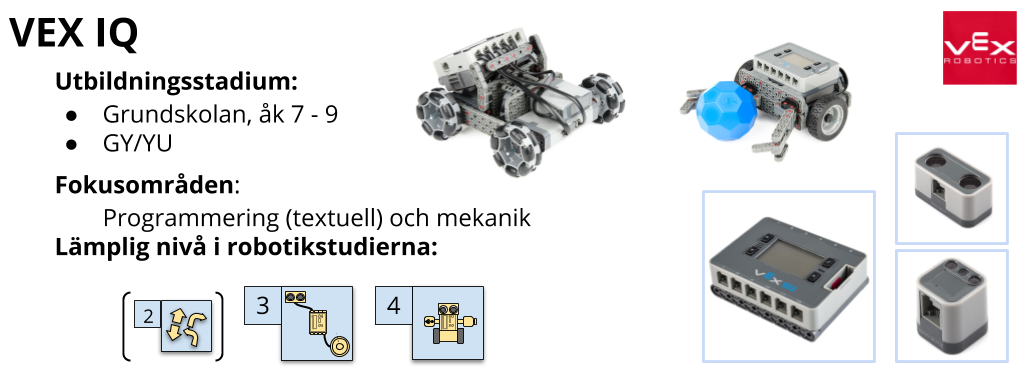 VEX IQ
VEX
ROBOTICS
Utbildningsstadium:
● Grundskolan, åk 7 - 9
● GY/YU
Fokusområden:
Programmering (textuell) och mekanik
Lämplig nivå i robotikstudierna:
(2) 3 4
VEX